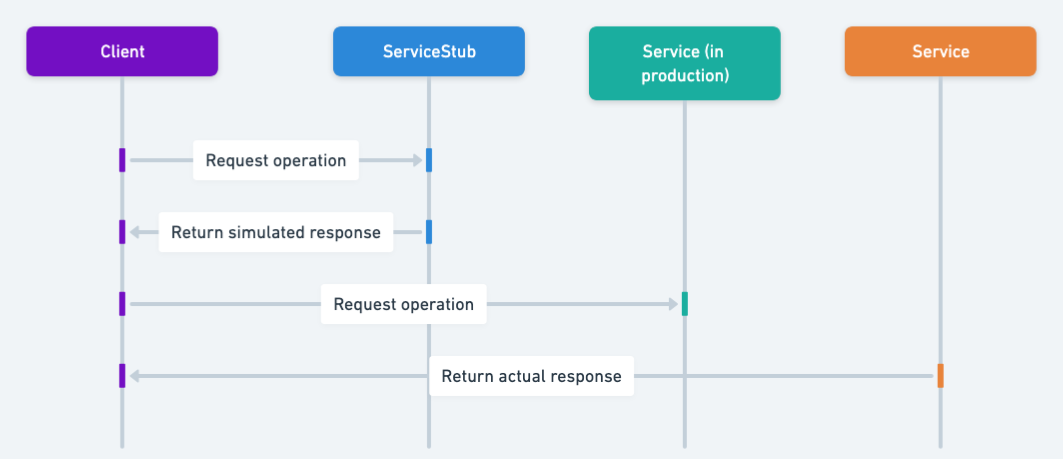 Client
ServiceStub
Service (in
production)
Service
Request operation
Return simulated response
Request operation
Return actual response